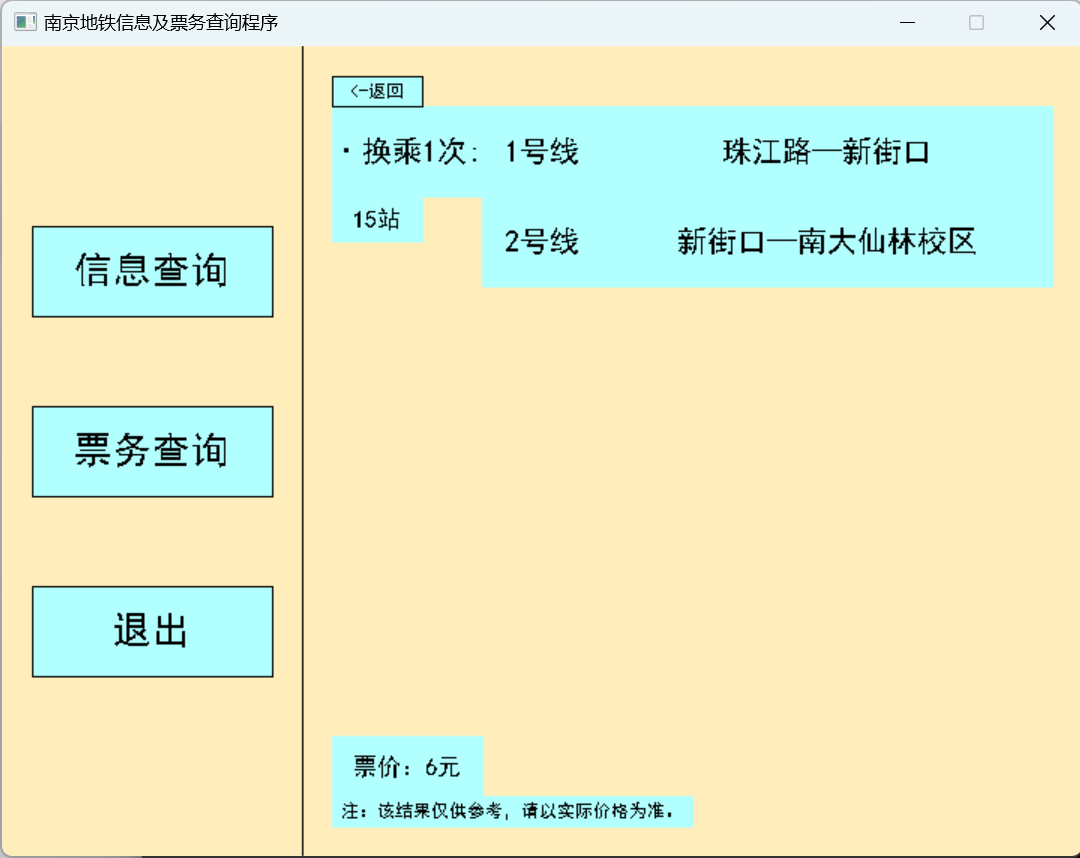 南京地铁信息及票务查询程序
<-返回
· 换乘1次： 1号线 珠江路—新街口
15站
2号线 新街口—南大仙林校区
信息查询
票务查询
退出
票价：6元
注：该结果仅供参考，请以实际价格为准．